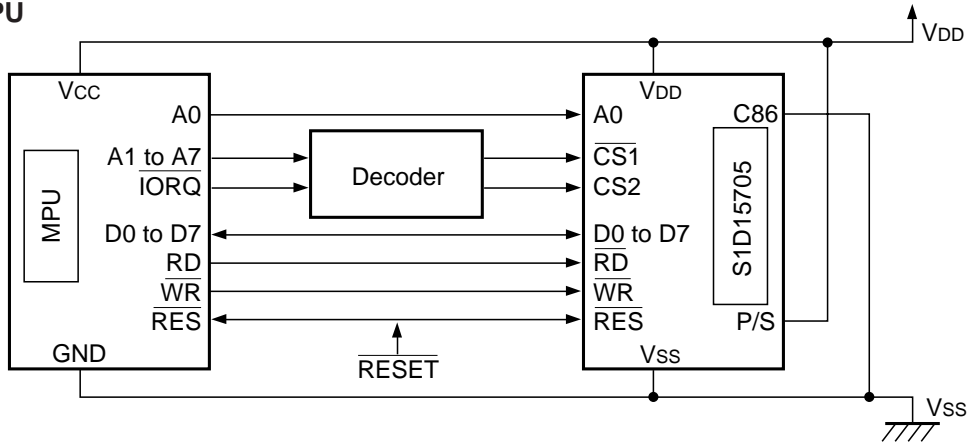 PU
VDD
VCC
VDD
A0
A0
C86
A1 to A7
CS1
IORQ
Decoder
CS2
MPU
S1D15705
D0 to D7
D0 to D7
RD
RD
WR
WR
RES
RES
P/S
GND
RESET
VSS
VSS